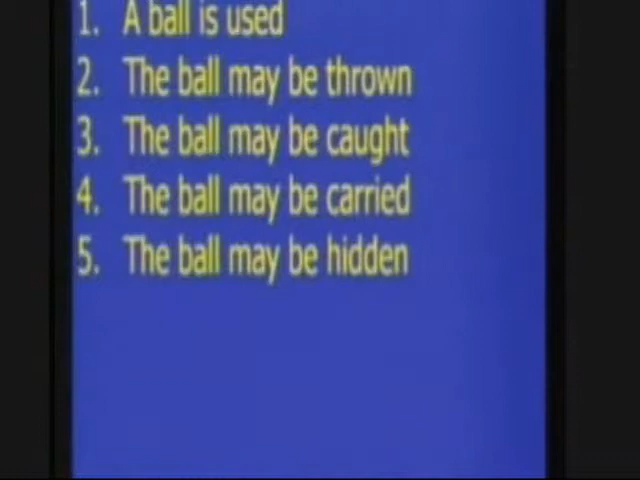 1. A ball is used
2. The ball may be thrown
3. The ball may be caught
4. The ball may be carried
5. The ball may be hidden